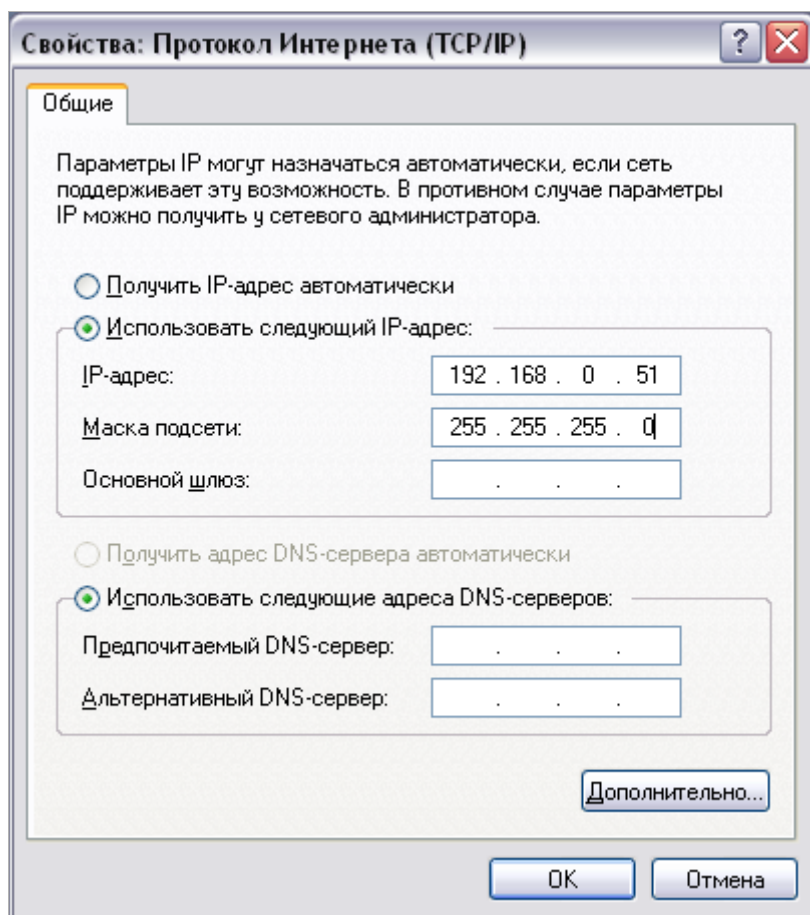 Свойства: Протокол Интернета (TCP/IP)
Общие
Параметры IP могут назначаться автоматически, если сеть
поддерживает эту возможность. В противном случае параметры
IP можно получить у сетевого администратора.
Получить IP-адрес автоматически
Использовать следующий IP-адрес:
IP-адрес: 192 . 168 . 0 . 51
Маска подсети: 255 . 255 . 255 . 0
Основной шлюз: . . .
Получить адрес DNS-сервера автоматически
Использовать следующие адреса DNS-серверов:
Предпочитаемый DNS-сервер: . . .
Альтернативный DNS-сервер: . . .
Дополнительно...
OK Отмена